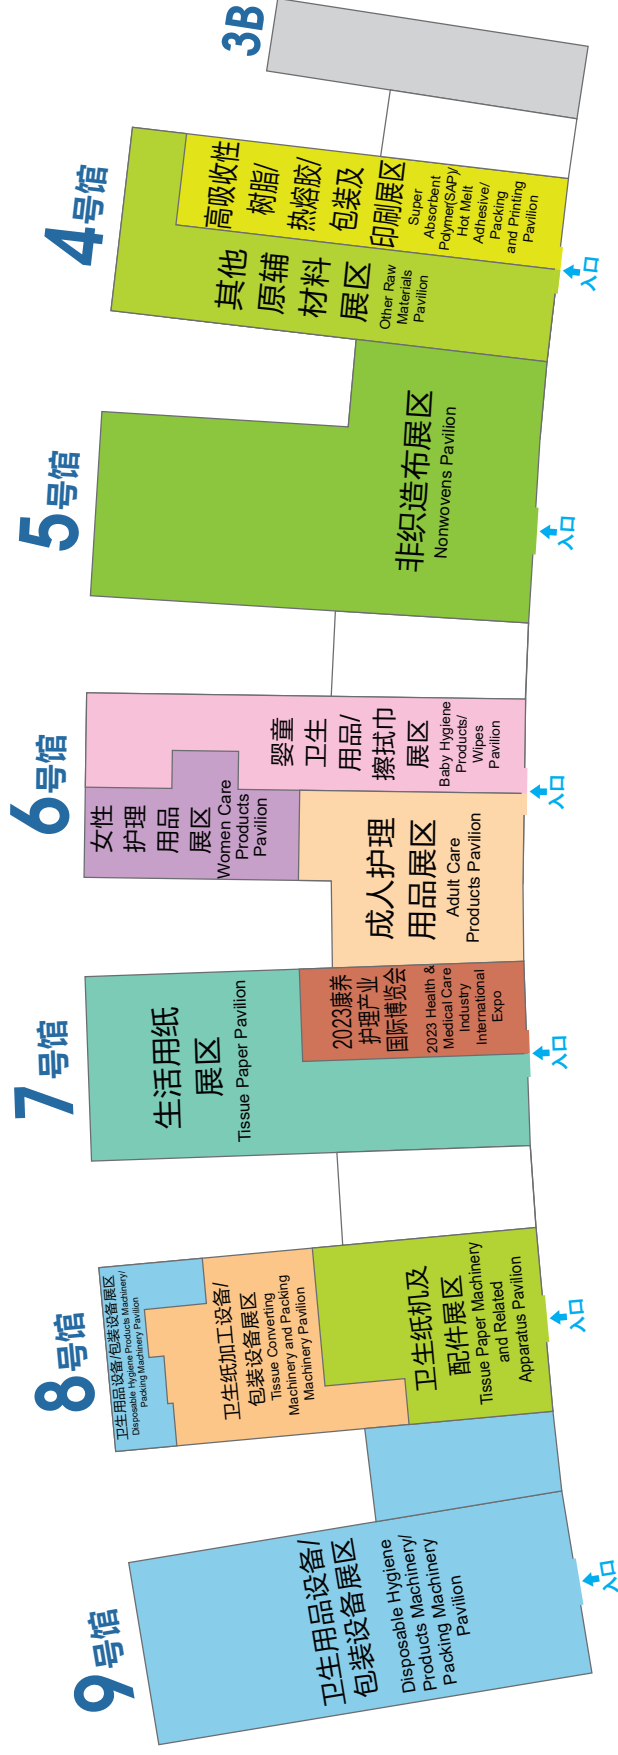 3B
4号馆
高吸收性
树脂/
热熔胶/
包装及
印刷展区
Super
Absorbent
Polymer(SAP)/
Hot Melt
Adhesive/
Packing
and Printing
Pavilion
其他
原辅
材料
展区
Other Raw
Materials
Pavilion
入口
5号馆
非织造布展区
Nonwovens Pavilion
入口
6号馆
婴童
卫生
用品/
擦拭巾
展区
Baby Hygiene
Products/
Wipes
Pavilion
女性
护理
用品
展区
Women Care
Products
Pavilion
成人护理
用品展区
Adult Care
Products Pavilion
入口
7号馆
生活用纸
展区
Tissue Paper Pavilion
2023康养
护理产业
国际博览会
2023 Health &
Medical Care
Industry
International
Expo
入口
8号馆
卫生用品设备/包装设备展区
Disposable Hygiene Products Machinery/
Packing Machinery Pavilion
卫生纸加工设备/
包装设备展区
Tissue Converting
Machinery and Packing
Machinery Pavilion
卫生纸机及
配件展区
Tissue Paper Machinery
and Related
Apparatus Pavilion
入口
9号馆
卫生用品设备/
包装设备展区
Disposable Hygiene
Products Machinery/
Packing Machinery
Pavilion
入口